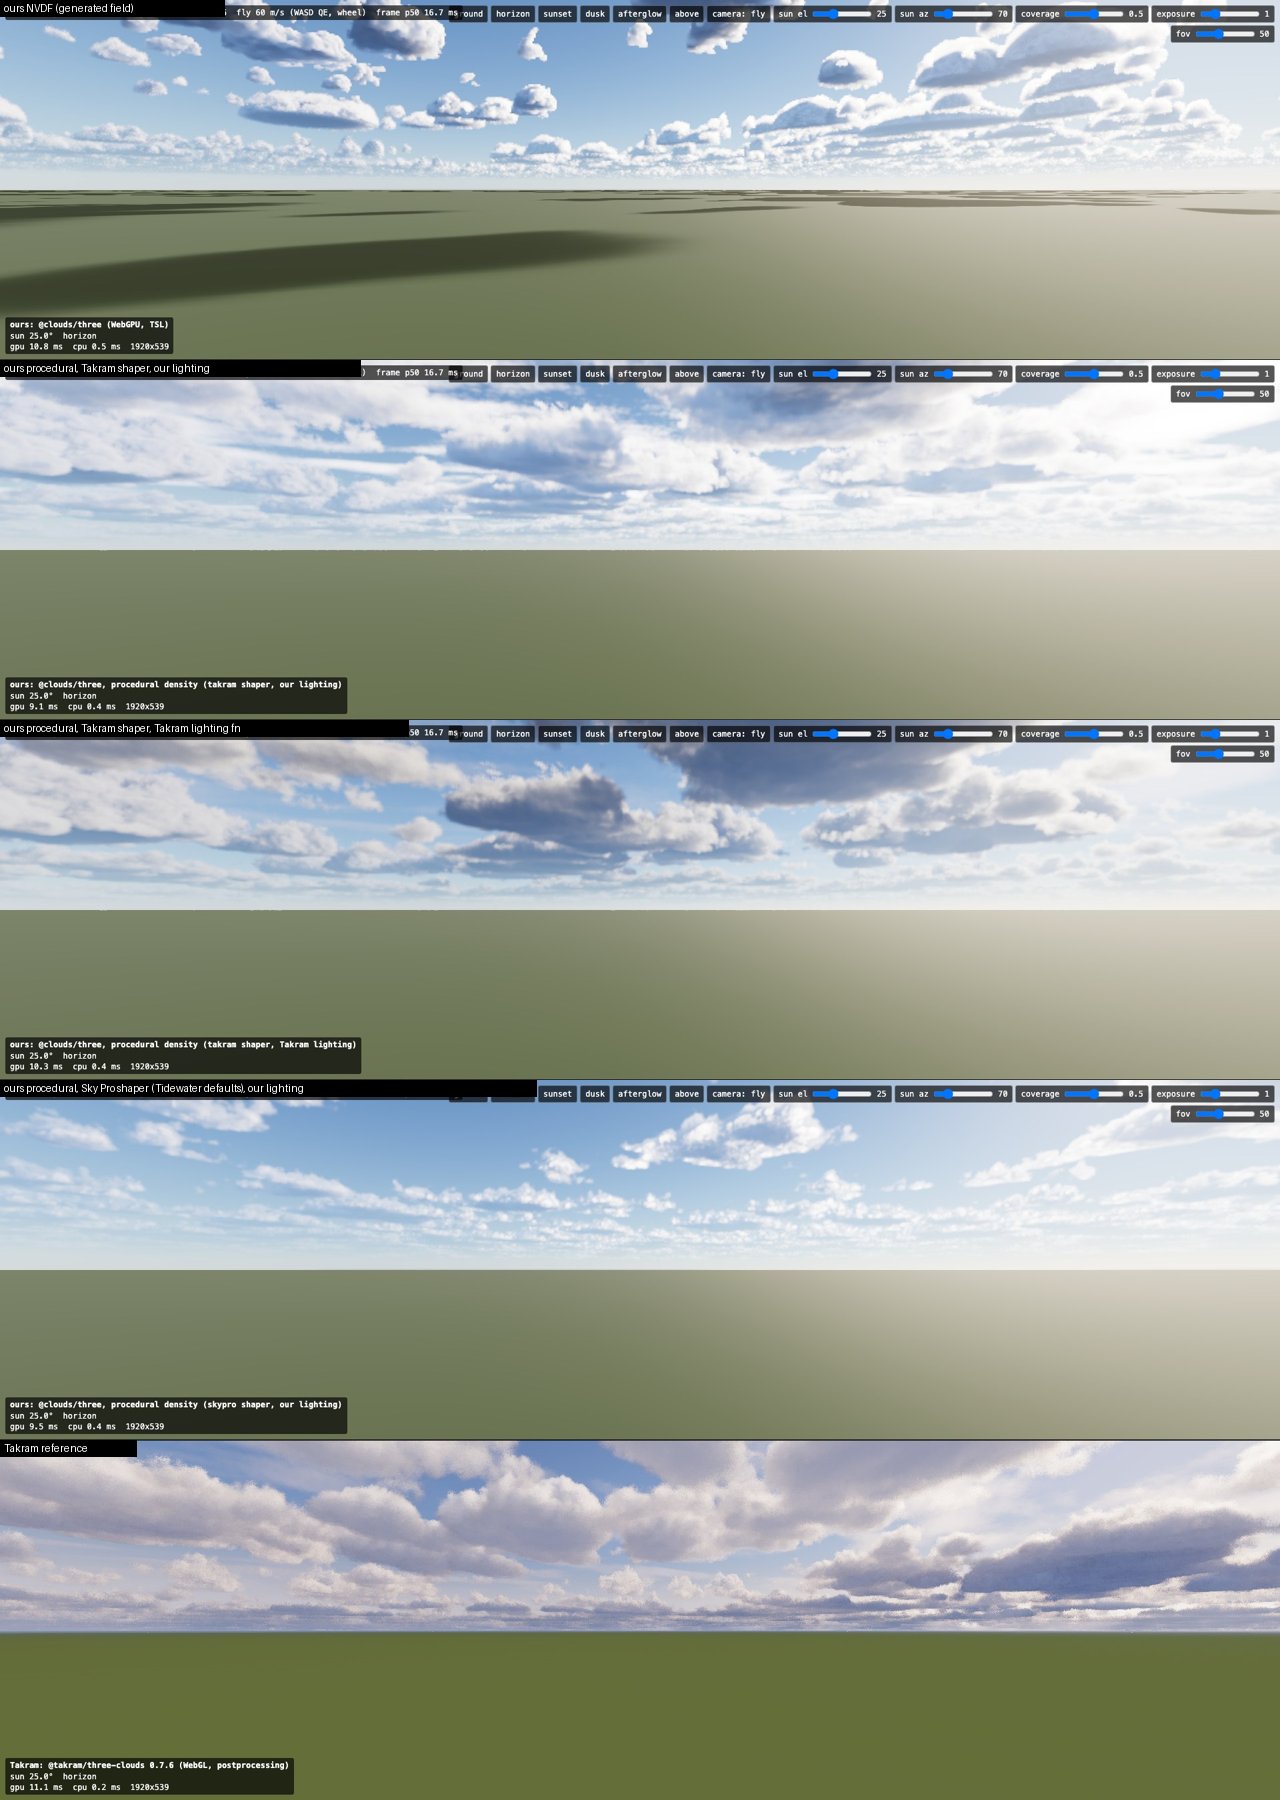 ours NVDF (generated field)
fly 60 m/s (WASD QE, wheel) frame p50 16.7 ms
ound horizon sunset dusk afterglow above camera: fly sun el 25 sun az 70 coverage 0.5 exposure 1
fov 50
ours: @clouds/three (WebGPU, TSL)
sun 25.0° horizon
gpu 10.8 ms cpu 0.5 ms 1920x539
ours procedural, Takram shaper, our lighting
) frame p50 16.7 ms
ound horizon sunset dusk afterglow above camera: fly sun el 25 sun az 70 coverage 0.5 exposure 1
fov 50
ours: @clouds/three, procedural density (takram shaper, our lighting)
sun 25.0° horizon
gpu 9.1 ms cpu 0.4 ms 1920x539
ours procedural, Takram shaper, Takram lighting fn
50 16.7 ms
ound horizon sunset dusk afterglow above camera: fly sun el 25 sun az 70 coverage 0.5 exposure 1
fov 50
ours: @clouds/three, procedural density (takram shaper, Takram lighting)
sun 25.0° horizon
gpu 10.3 ms cpu 0.4 ms 1920x539
ours procedural, Sky Pro shaper (Tidewater defaults), our lighting
sunset dusk afterglow above camera: fly sun el 25 sun az 70 coverage 0.5 exposure 1
fov 50
ours: @clouds/three, procedural density (skypro shaper, our lighting)
sun 25.0° horizon
gpu 9.5 ms cpu 0.4 ms 1920x539
Takram reference
Takram: @takram/three-clouds 0.7.6 (WebGL, postprocessing)
sun 25.0° horizon
gpu 11.1 ms cpu 0.2 ms 1920x539